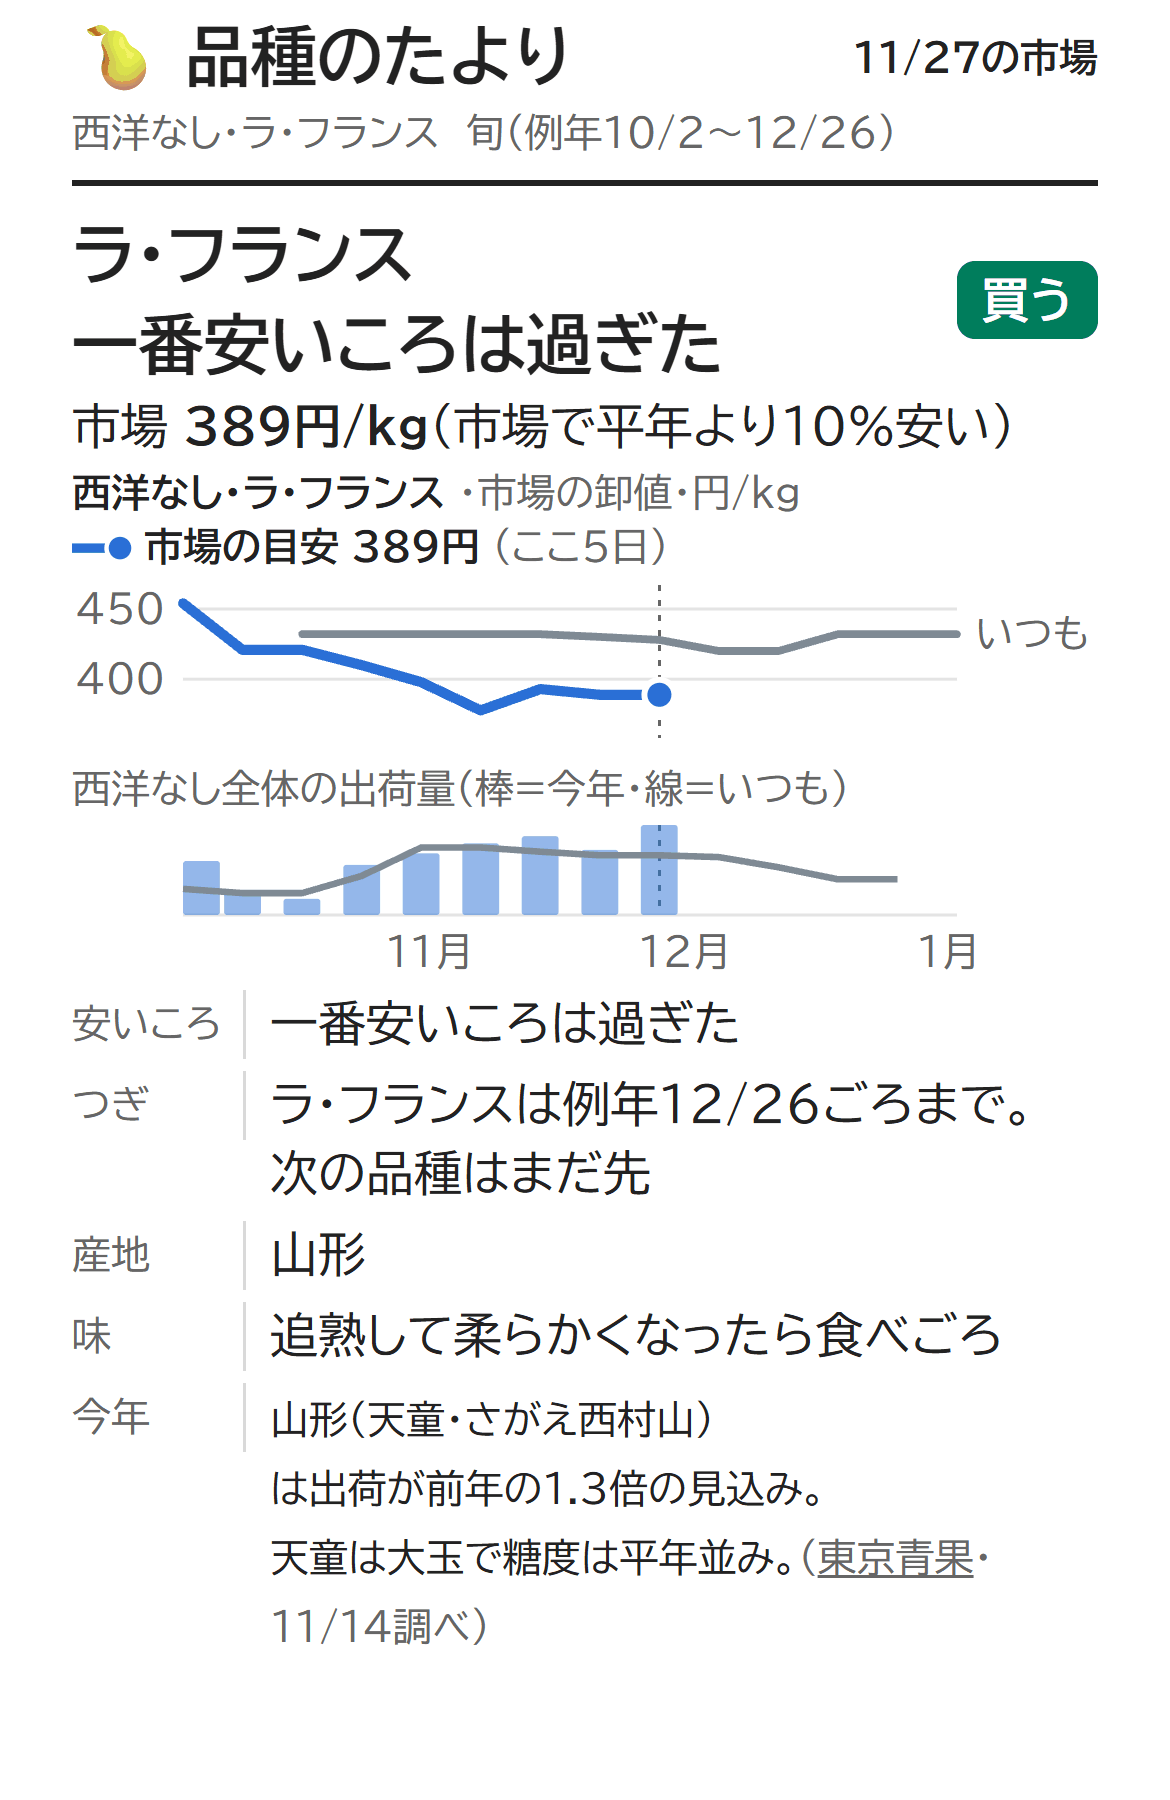 品種のたより
11/27の市場
西洋なし・ラ・フランス 旬(例年10/2～12/26)
ラ・フランス
一番安いころは過ぎた
買う
市場 389円/kg(市場で平年より10%安い)
西洋なし・ラ・フランス ・市場の卸値・円/kg
市場の目安 389円 (ここ5日)
450
いつも
400
西洋なし全体の出荷量(棒=今年・線=いつも)
11月 12月 1月
安いころ 一番安いころは過ぎた
つぎ ラ・フランスは例年12/26ごろまで。
次の品種はまだ先
産地 山形
味 追熟して柔らかくなったら食べごろ
今年 山形(天童・さがえ西村山)
は出荷が前年の1.3倍の見込み。
天童は大玉で糖度は平年並み。(東京青果・
11/14調べ)